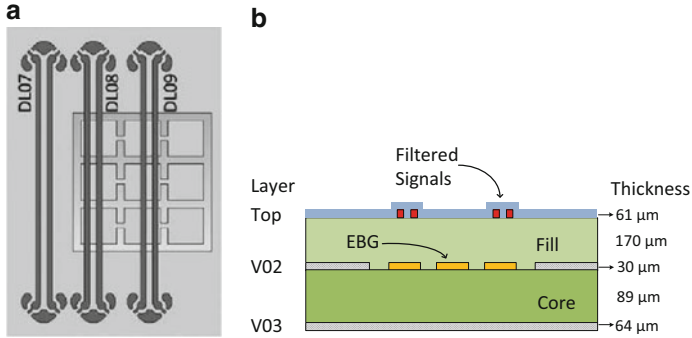 a
DL07
DL08
DL09
b
Filtered
Signals
Layer
Thickness
Top
61 μm
EBG
Fill
170 μm
V02
30 μm
Core
89 μm
V03
64 μm